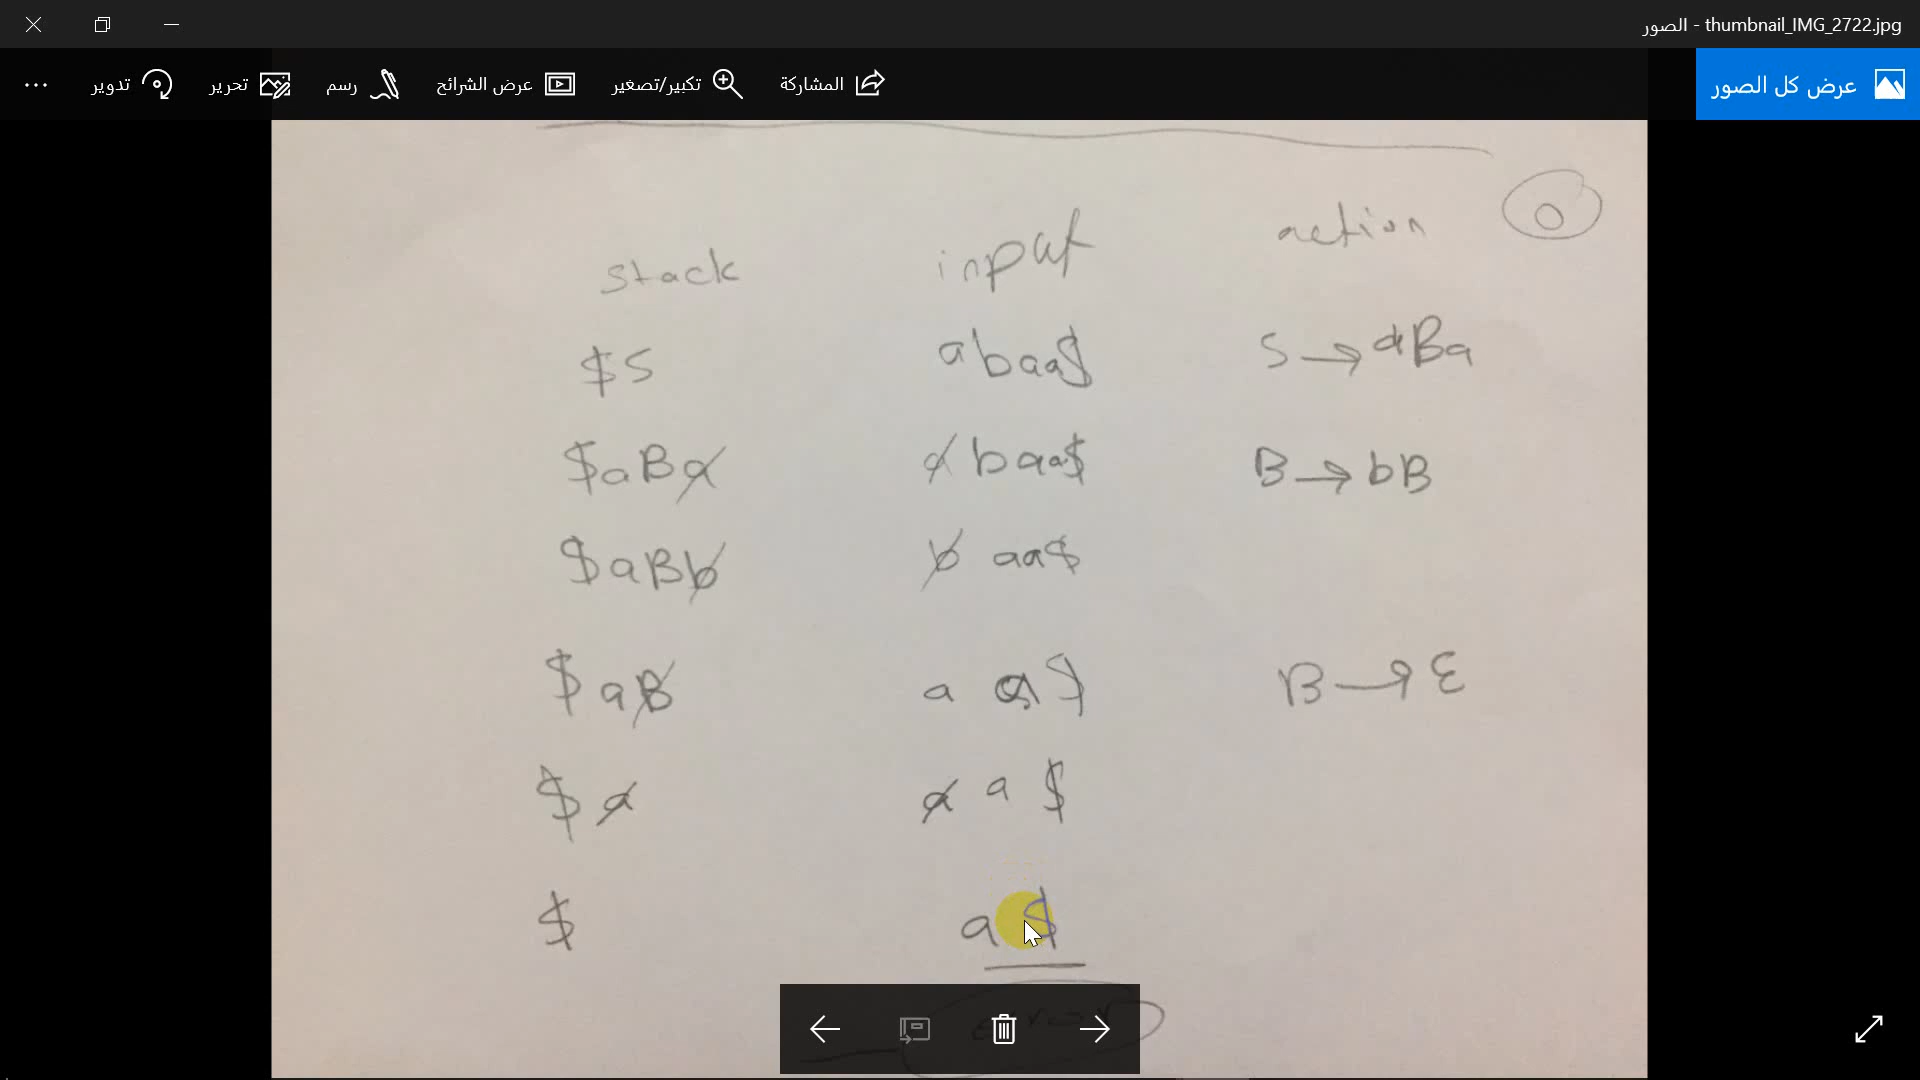 thumbnail_IMG_2722.jpg - الصور
عرض كل الصور
المشاركة
تكبير/تصغير
عرض الشرائح
رسم
تحرير
تدوير
stack input action
$S abaa$ S → aBa
$aBa abaa$ B → bB
$aBb baa$
$aB aa$ B → ε
$a aa$
$ a$